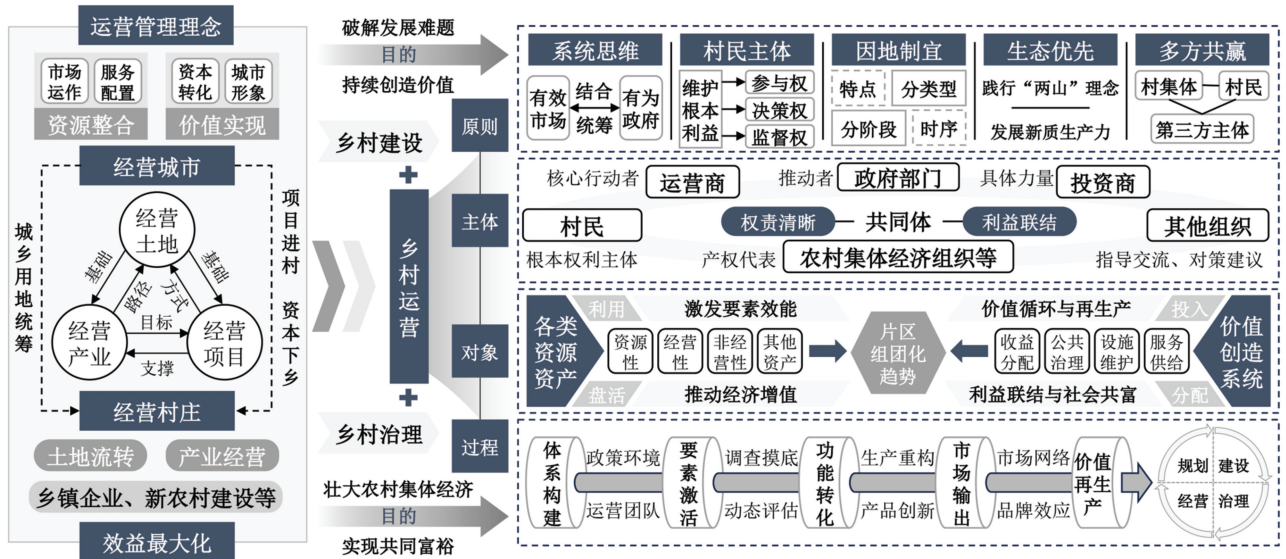 运营管理理念
市场运作
服务配置
资本转化
城市形象
资源整合
价值实现
经营城市
城乡用地统筹
项目进村 资本下乡
经营土地
基础
基础
路径
方式
经营产业
目标
支撑
经营项目
经营村庄
土地流转
产业经营
乡镇企业、新农村建设等
效益最大化
破解发展难题
目的
持续创造价值
乡村建设
乡村运营
乡村治理
壮大农村集体经济
目的
实现共同富裕
原则
主体
对象
过程
系统思维
有效市场
结合
统筹
有为政府
村民主体
维护根本利益
参与权
决策权
监督权
因地制宜
特点
分类型
分阶段
时序
生态优先
践行“两山”理念
发展新质生产力
多方共赢
村集体
村民
第三方主体
核心行动者
运营商
推动者
政府部门
具体力量
投资商
村民
权责清晰
共同体
利益联结
其他组织
根本权利主体
产权代表
农村集体经济组织等
指导交流、对策建议
各类资源资产
利用
激发要素效能
资源性
经营性
非经营性
其他资产
盘活
推动经济增值
片区组团化趋势
价值循环与再生产
投入
收益分配
公共治理
设施维护
服务供给
利益联结与社会共富
分配
价值创造系统
体系构建
政策环境
运营团队
要素激活
调查摸底
动态评估
功能转化
生产重构
产品创新
市场输出
市场网络
品牌效应
价值再生产
规划
建设
经营
治理